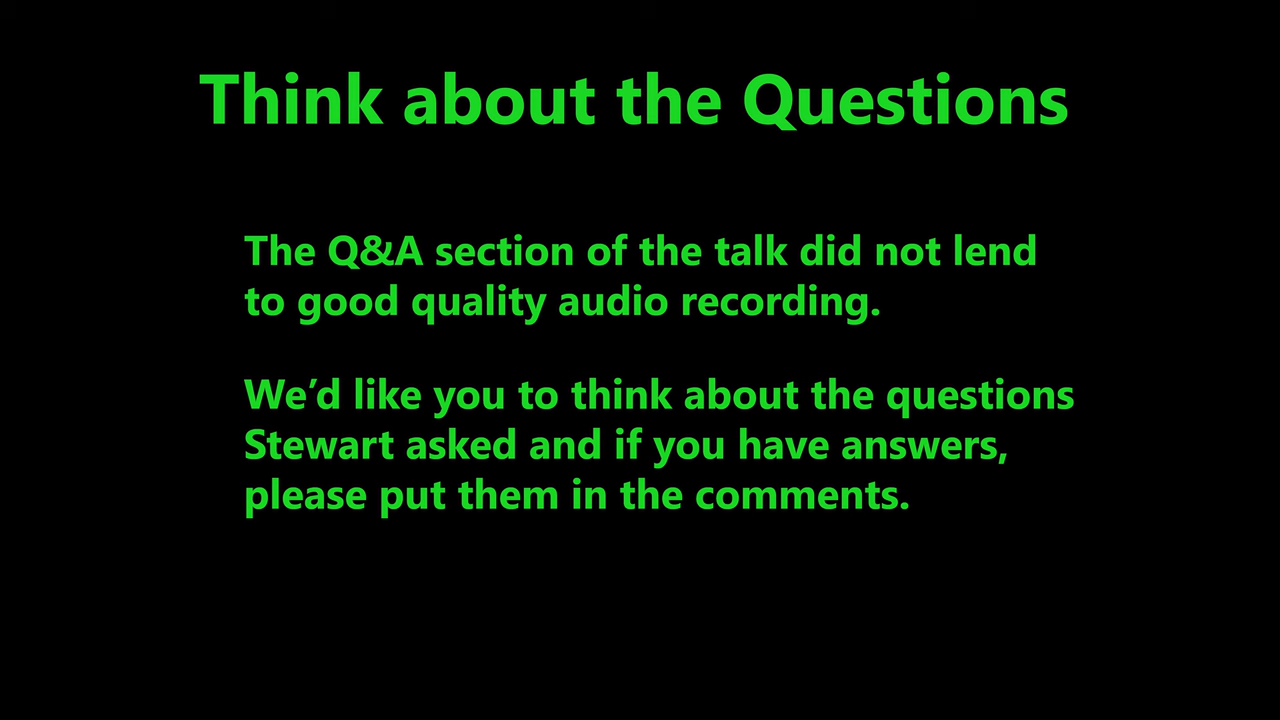 Think about the Questions
The Q&A section of the talk did not lend
to good quality audio recording.
We’d like you to think about the questions
Stewart asked and if you have answers,
please put them in the comments.